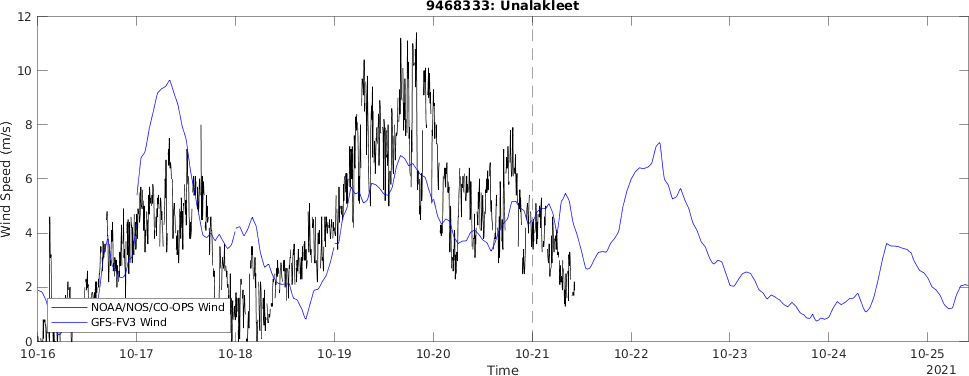 9468333: Unalakleet
Wind Speed (m/s)
12
10
8
6
4
2
0
NOAA/NOS/CO-OPS Wind
GFS-FV3 Wind
10-16 10-17 10-18 10-19 10-20 10-21 10-22 10-23 10-24 10-25
Time
2021